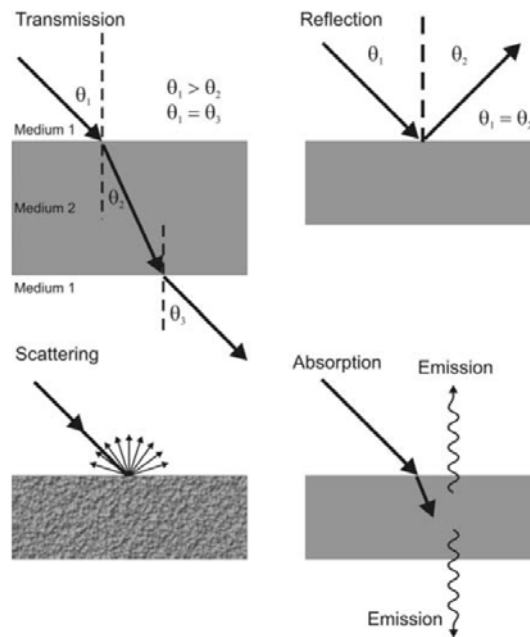 Transmission
θ1
θ1 > θ2
θ1 = θ3
Medium 1
θ2
Medium 2
Medium 1
θ3
Reflection
θ1
θ2
θ1 = θ2
Scattering
Absorption
Emission
Emission